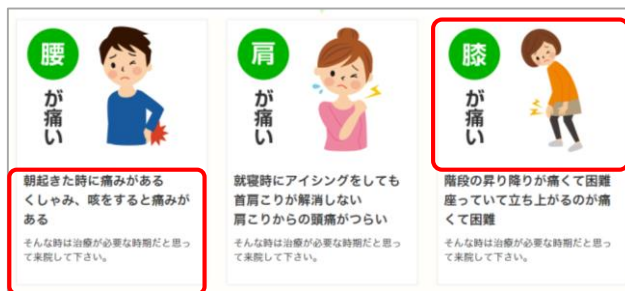 腰
が痛い
朝起きた時に痛みがある
くしゃみ、咳をすると痛みが
ある
そんな時は治療が必要な時期だと思っ
て来院して下さい。
肩
が痛い
就寝時にアイシングをしても
首肩こりが解消しない
肩こりからの頭痛がつらい
そんな時は治療が必要な時期だと思っ
て来院して下さい。
膝
が痛い
階段の昇り降りが痛くて困難
座っていて立ち上がるのが痛
くて困難
そんな時は治療が必要な時期だと思っ
て来院して下さい。